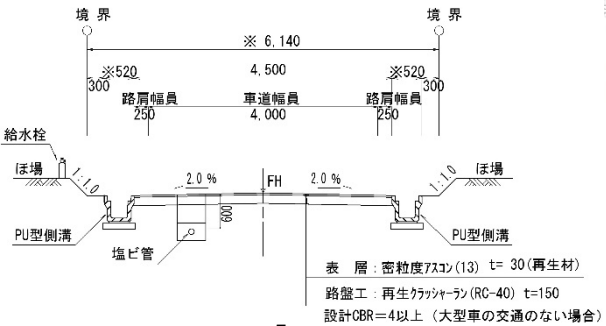 境 界
境 界
※ 6,140
※520
4,500
※520
300
300
路肩幅員
車道幅員
路肩幅員
250
4,000
250
給水栓
ほ場
1:1.0
2.0 %
FH
2.0 %
1:1.0
ほ場
600
PU型側溝
塩ビ管
PU型側溝
表 層：密粒度アスコン(13) t= 30(再生材)
路盤工：再生クラッシャーラン(RC-40) t=150
設計CBR＝4以上（大型車の交通のない場合）